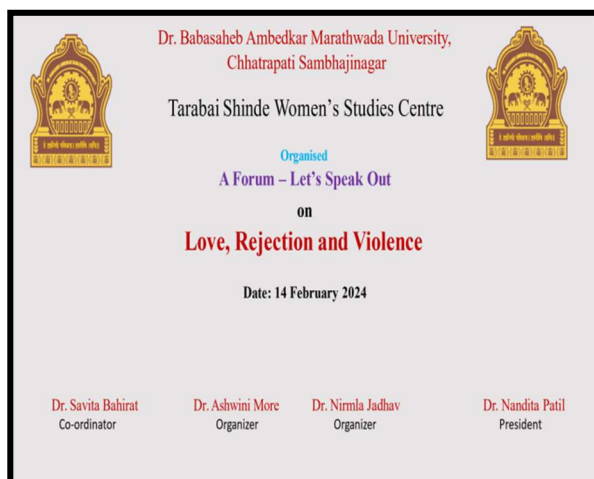 Dr. Babasaheb Ambedkar Marathwada University,
Chhatrapati Sambhajinagar
Tarabai Shinde Women's Studies Centre
Organised
A Forum – Let's Speak Out
on
Love, Rejection and Violence
Date: 14 February 2024
Dr. Savita Bahirat Dr. Ashwini More Dr. Nirmla Jadhav Dr. Nandita Patil
Co-ordinator Organizer Organizer President